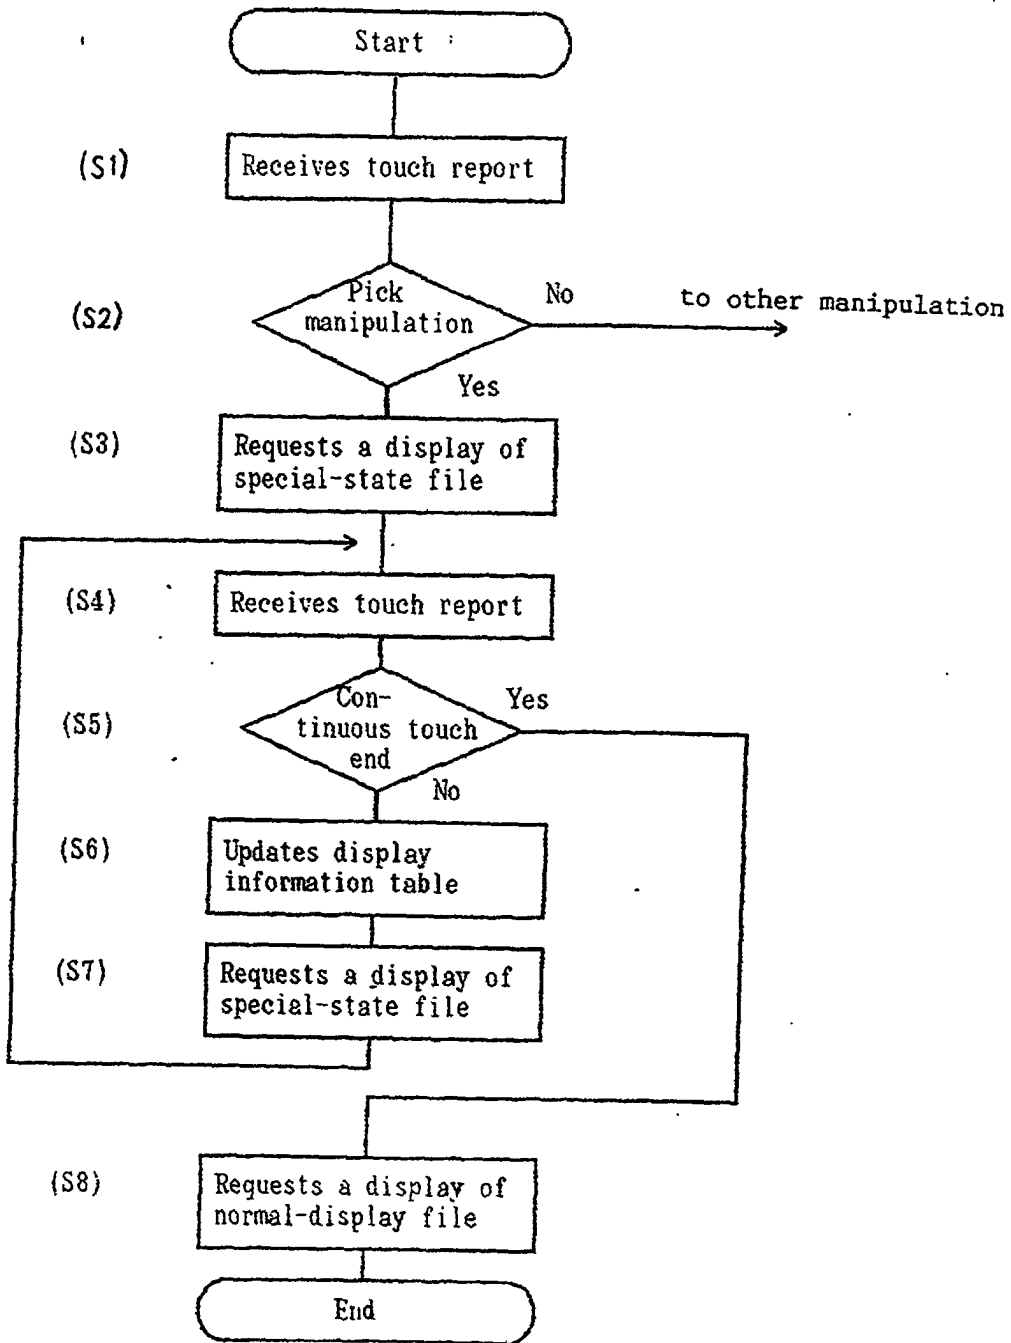 Start
(S1)
Receives touch report
(S2)
Pick
manipulation
No
to other manipulation
Yes
(S3)
Requests a display of
special-state file
(S4)
Receives touch report
(S5)
Con-
tinuous touch
end
Yes
No
(S6)
Updates display
information table
(S7)
Requests a display of
special-state file
(S8)
Requests a display of
normal-display file
End